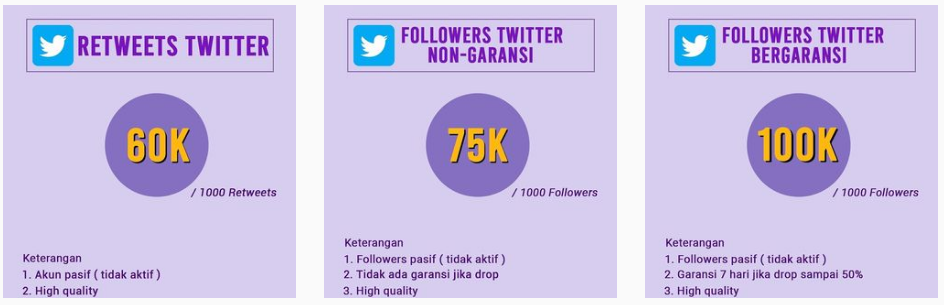 RETWEETS TWITTER
60K
/ 1000 Retweets
Keterangan
1. Akun pasif ( tidak aktif )
2. High quality
FOLLOWERS TWITTER
NON-GARANSI
75K
/ 1000 Followers
Keterangan
1. Followers pasif ( tidak aktif )
2. Tidak ada garansi jika drop
3. High quality
FOLLOWERS TWITTER
BERGARANSI
100K
/ 1000 Followers
Keterangan
1. Followers pasif ( tidak aktif )
2. Garansi 7 hari jika drop sampai 50%
3. High quality